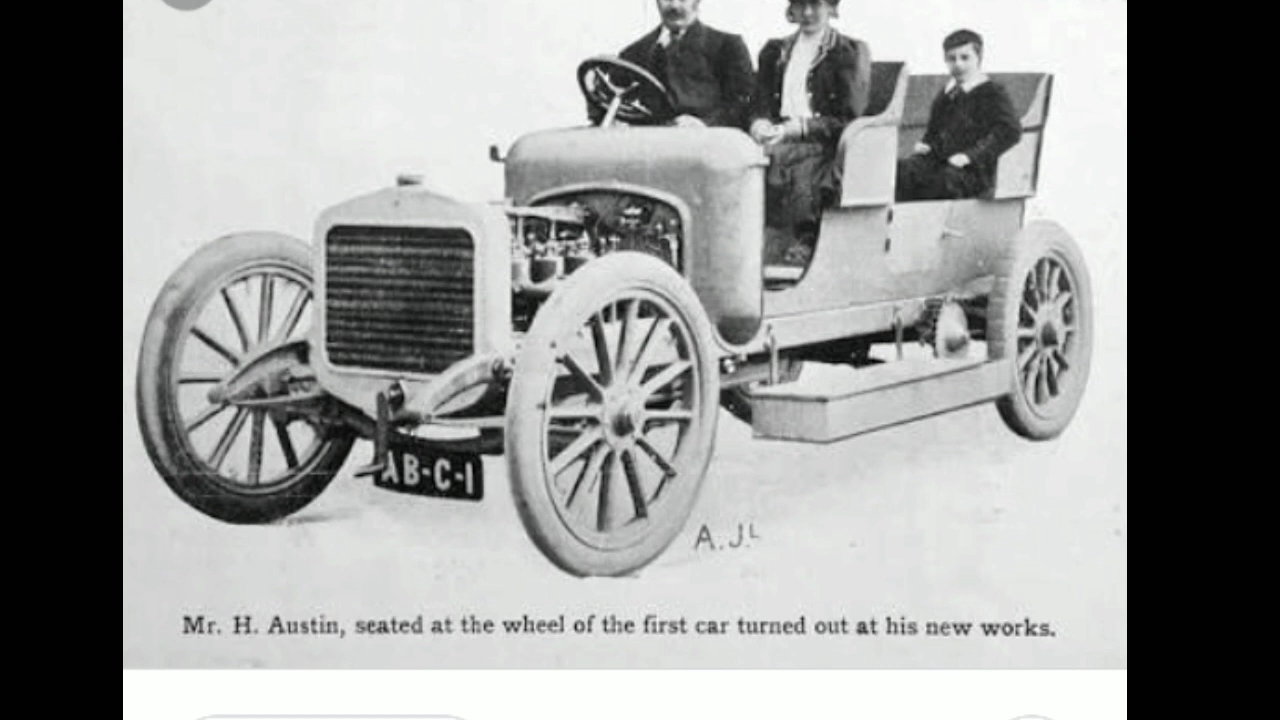 AB-C-1
A.J.L
Mr. H. Austin, seated at the wheel of the first car turned out at his new works.